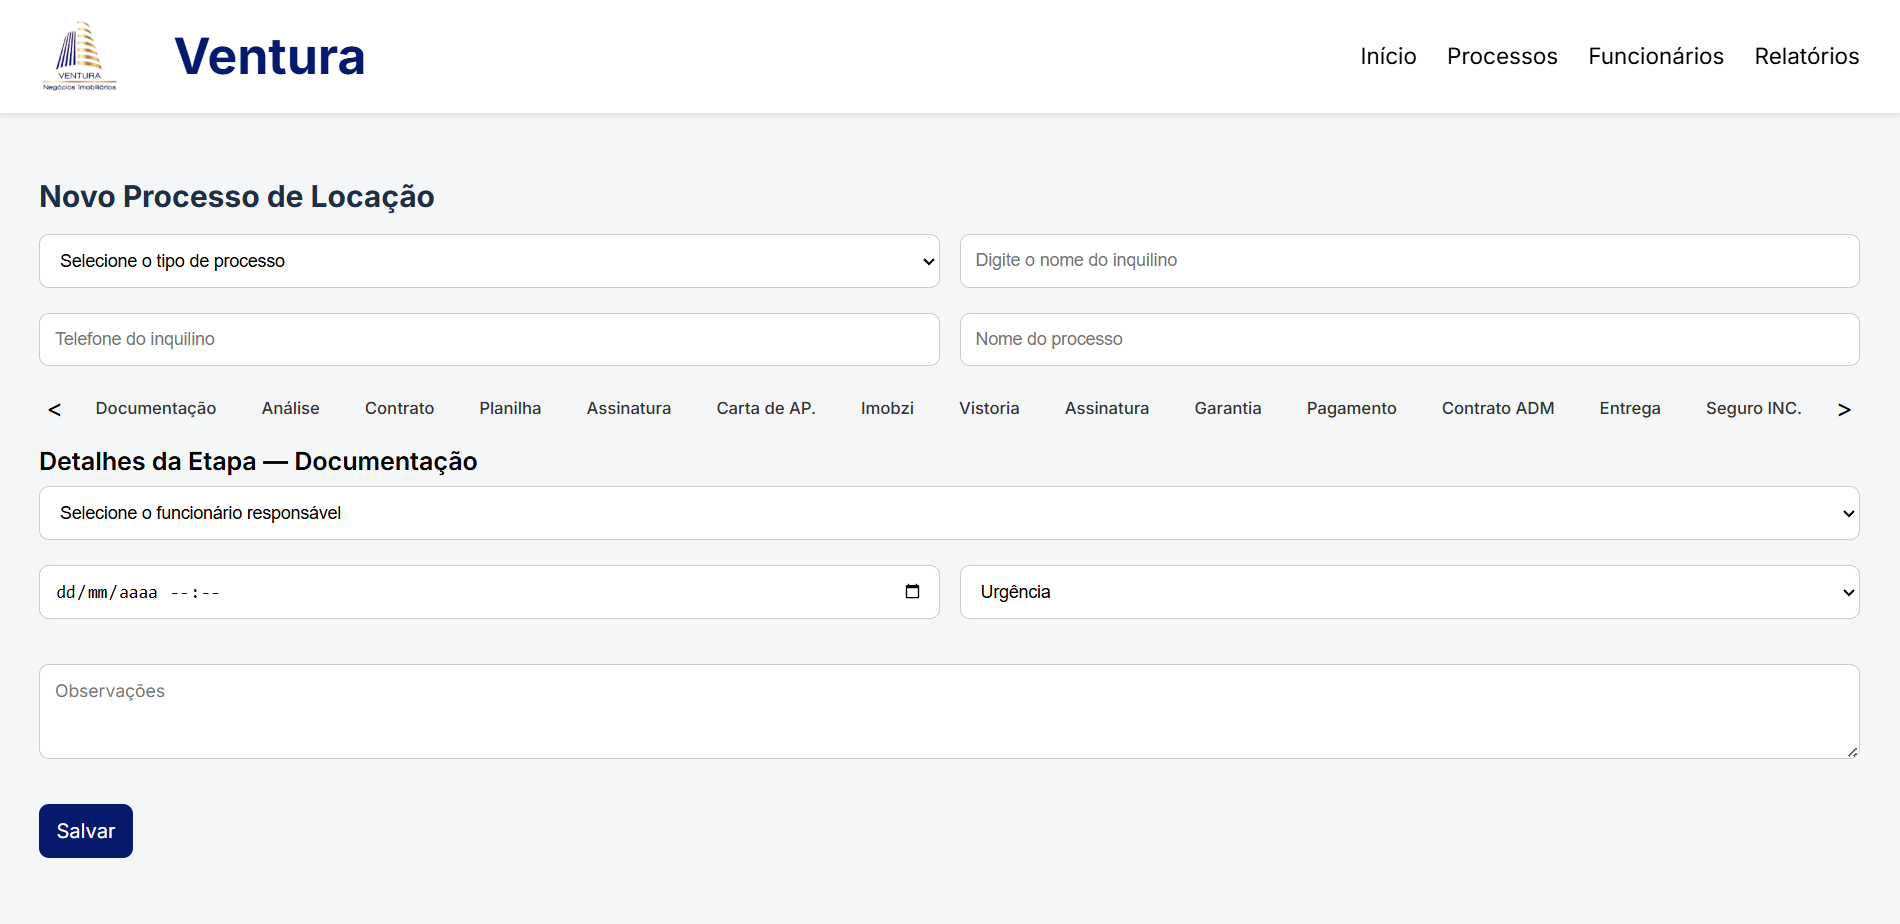 VENTURA
Negócios Imobiliários
Ventura
Início Processos Funcionários Relatórios
Novo Processo de Locação
Selecione o tipo de processo
Digite o nome do inquilino
Telefone do inquilino
Nome do processo
< Documentação Análise Contrato Planilha Assinatura Carta de AP. Imobzi Vistoria Assinatura Garantia Pagamento Contrato ADM Entrega Seguro INC. >
Detalhes da Etapa — Documentação
Selecione o funcionário responsável
dd/mm/aaaa --:--
Urgência
Observações
Salvar